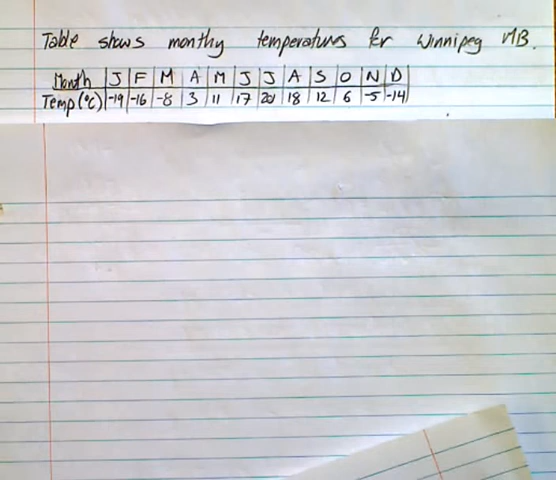 Table shows monthy temperatures for Winnipeg MB.
Month J F M A M J J A S O N D
Temp(°C) -19 -16 -8 3 11 17 20 18 12 6 -5 -14